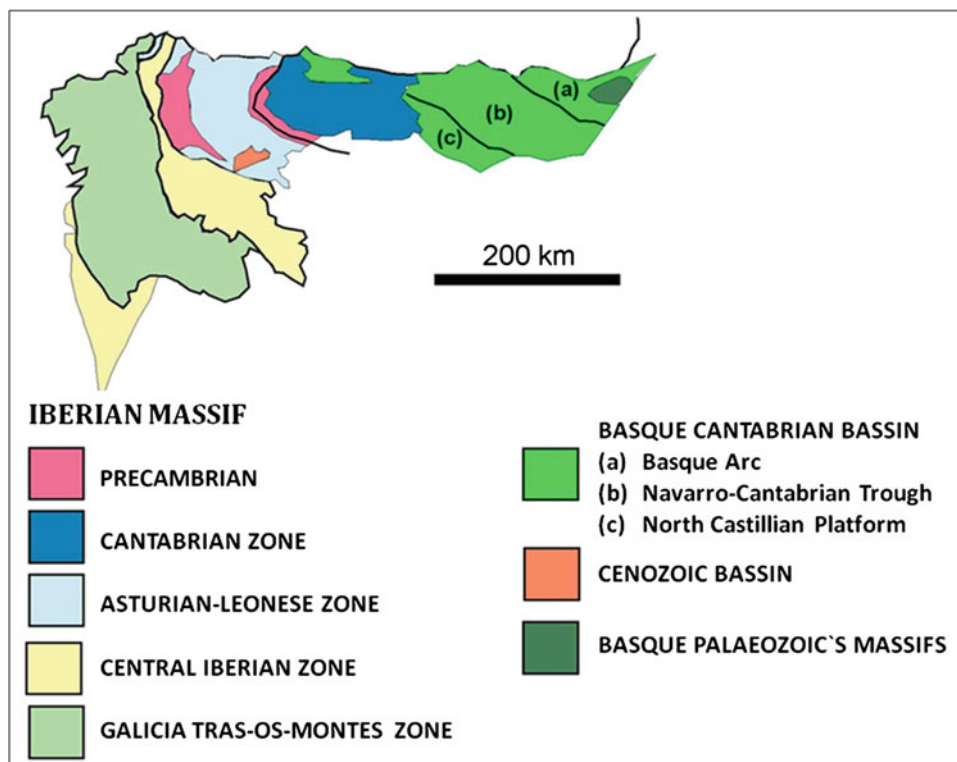 (a)
(b)
(c)
200 km
IBERIAN MASSIF
PRECAMBRIAN
CANTABRIAN ZONE
ASTURIAN-LEONESE ZONE
CENTRAL IBERIAN ZONE
GALICIA TRAS-OS-MONTES ZONE
BASQUE CANTABRIAN BASSIN
(a) Basque Arc
(b) Navarro-Cantabrian Trough
(c) North Castillian Platform
CENOZOIC BASSIN
BASQUE PALAEOZOIC`S MASSIFS